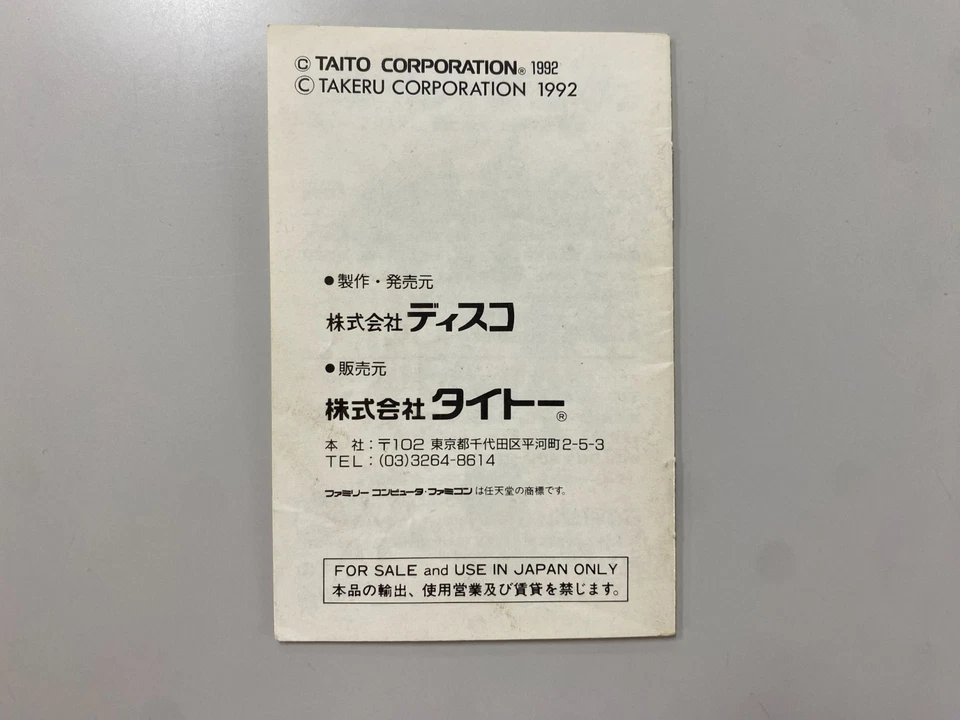 © TAITO CORPORATION® 1992
© TAKERU CORPORATION 1992
●製作・発売元
株式会社ディスコ
●販売元
株式会社タイトー®
本　社：〒102 東京都千代田区平河町2-5-3
TEL：(03)3264-8614
ファミリーコンピュータ・ファミコンは任天堂の商標です。
FOR SALE and USE IN JAPAN ONLY
本品の輸出、使用営業及び賃貸を禁じます。